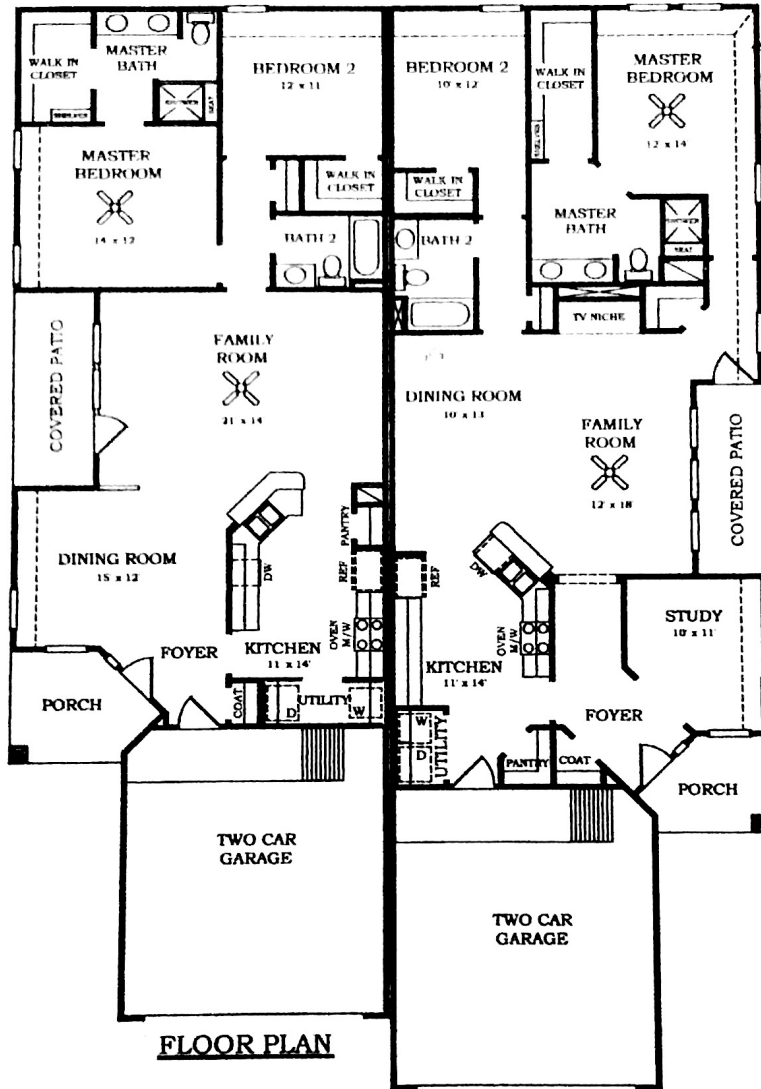 WALK IN
CLOSET
MASTER
BATH
SEAT
BEDROOM 2
12' x 11
MASTER
BEDROOM
14' x 12'
WALK IN
CLOSET
BATH 2
COVERED PATIO
FAMILY
ROOM
21 x 14
DINING ROOM
15 x 12
DW
PANTRY
REF
OVEN
M/W
KITCHEN
11 x 14'
FOYER
PORCH
COAT
D
UTILITY
W
TWO CAR
GARAGE
BEDROOM 2
10' x 12'
WALK IN
CLOSET
MASTER
BEDROOM
12' x 14'
WALK IN
CLOSET
BATH 2
MASTER
BATH
SEAT
TV NICHE
DINING ROOM
10' x 13
FAMILY
ROOM
12' x 18'
COVERED PATIO
REF
DW
OVEN
M/W
KITCHEN
11' x 14'
STUDY
10' x 11'
FOYER
W
D
UTILITY
PANTRY
COAT
PORCH
TWO CAR
GARAGE
FLOOR PLAN